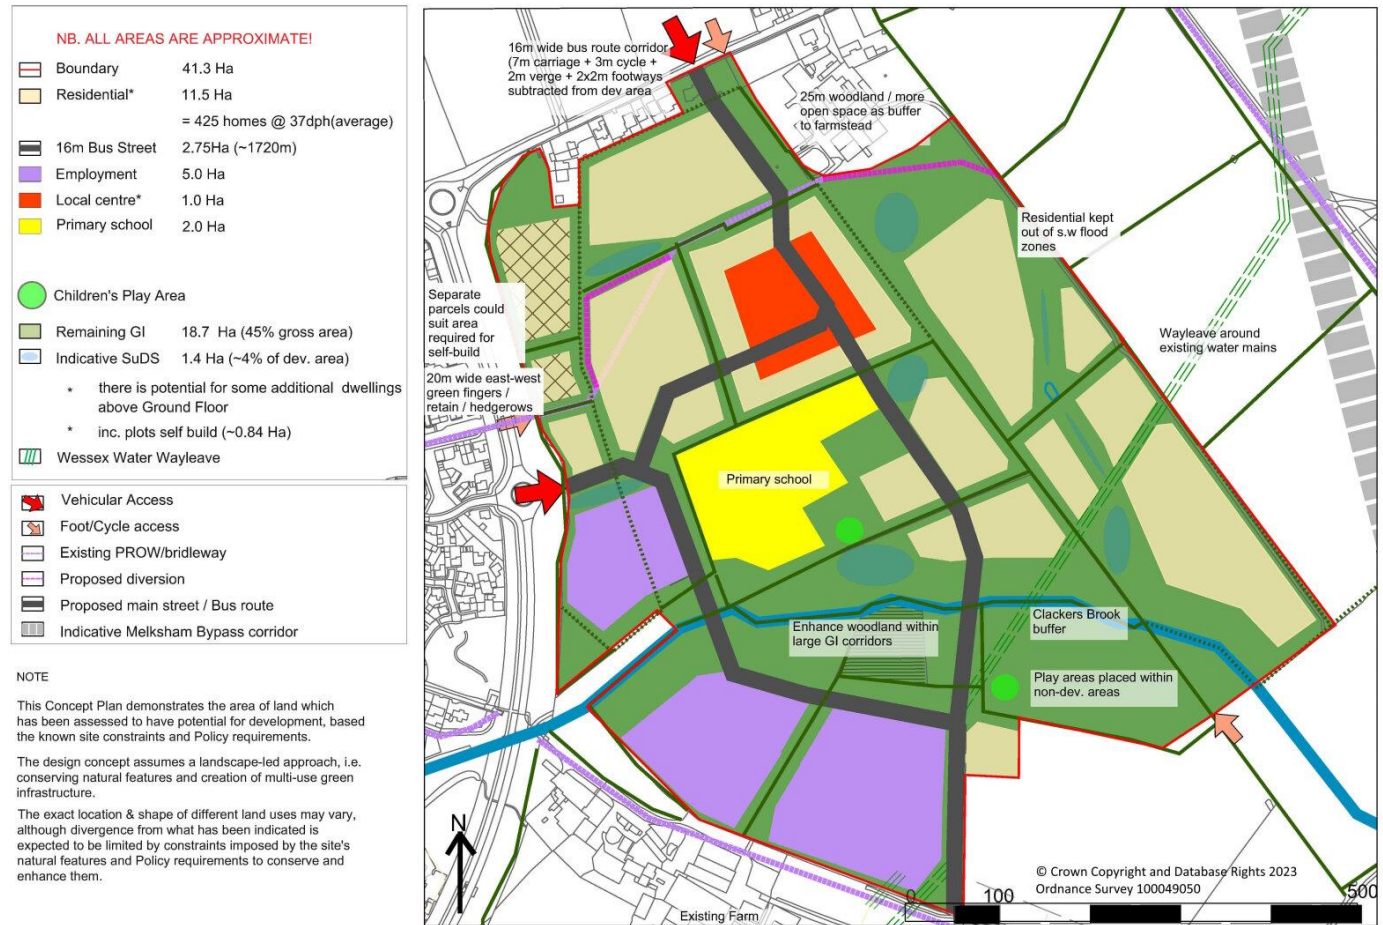 NB. ALL AREAS ARE APPROXIMATE!
Boundary 41.3 Ha
Residential* 11.5 Ha
= 425 homes @ 37dph(average)
16m Bus Street 2.75Ha (~1720m)
Employment 5.0 Ha
Local centre* 1.0 Ha
Primary school 2.0 Ha
Children's Play Area
Remaining GI 18.7 Ha (45% gross area)
Indicative SuDS 1.4 Ha (~4% of dev. area)
* there is potential for some additional dwellings
above Ground Floor
* inc. plots self build (~0.84 Ha)
Wessex Water Wayleave
Vehicular Access
Foot/Cycle access
Existing PROW/bridleway
Proposed diversion
Proposed main street / Bus route
Indicative Melksham Bypass corridor
NOTE
This Concept Plan demonstrates the area of land which
has been assessed to have potential for development, based
the known site constraints and Policy requirements.
The design concept assumes a landscape-led approach, i.e.
conserving natural features and creation of multi-use green
infrastructure.
The exact location & shape of different land uses may vary,
although divergence from what has been indicated is
expected to be limited by constraints imposed by the site's
natural features and Policy requirements to conserve and
enhance them.
16m wide bus route corridor
(7m carriage + 3m cycle +
2m verge + 2x2m footways
subtracted from dev area
25m woodland / more
open space as buffer
to farmstead
Residential kept
out of s.w flood
zones
Separate
parcels could
suit area
required for
self-build
20m wide east-west
green fingers /
retain / hedgerows
Wayleave around
existing water mains
Primary school
Enhance woodland within
large GI corridors
Clackers Brook
buffer
Play areas placed within
non-dev. areas
N
Existing Farm
© Crown Copyright and Database Rights 2023
Ordnance Survey 100049050
0 100 500